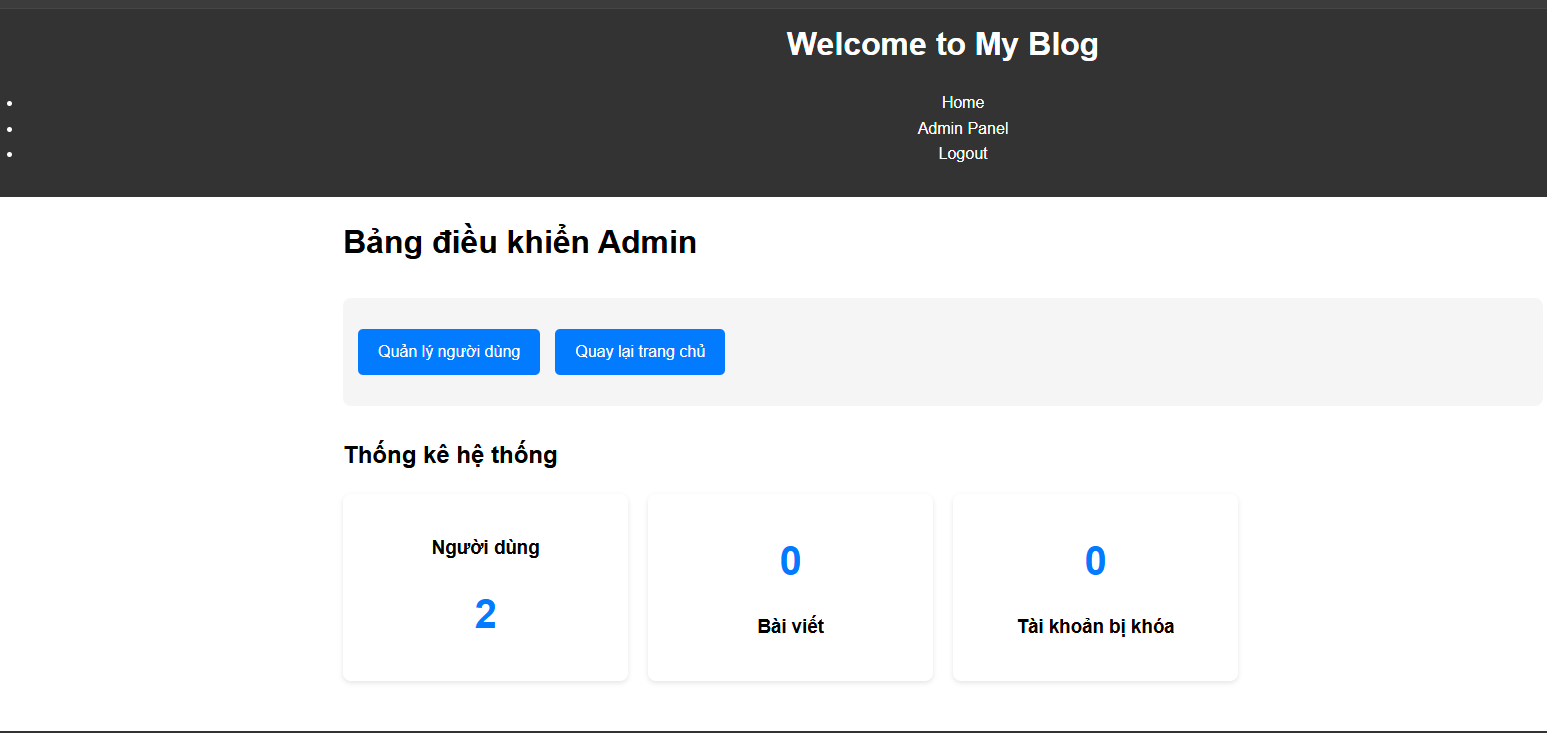 Welcome to My Blog
Home
Admin Panel
Logout
Bảng điều khiển Admin
Quản lý người dùng
Quay lại trang chủ
Thống kê hệ thống
Người dùng
2
0
Bài viết
0
Tài khoản bị khóa